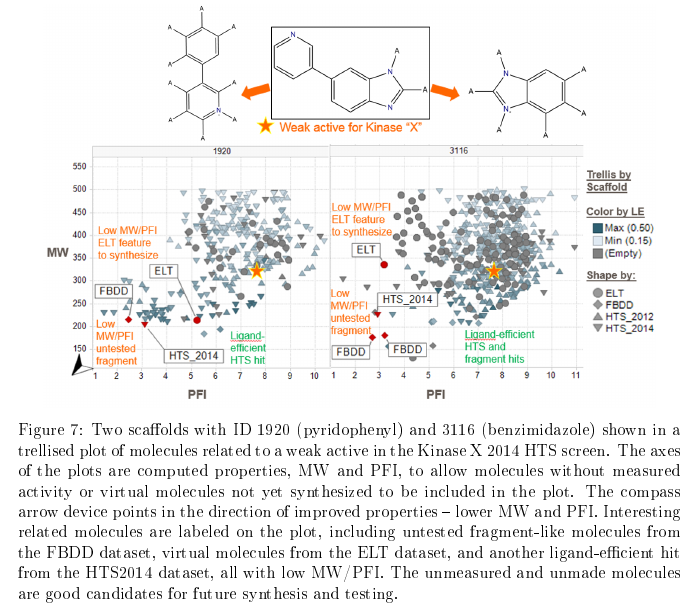 A
A
A
A
A
A
A
A
N
N+
N
N
N
A
A
A
A
A
A
A
A
N
N
Weak active for Kinase "X"
1920
3116
MW
550
500
450
400
350
300
250
200
150
Low MW/PFI
ELT feature
to synthesize
ELT
FBDD
Low
MW/PFI
untested
fragment
HTS_2014
Ligand-
efficient
HTS hit
1 2 3 4 5 6 7 8 9 10
PFI
Low MW/PFI
ELT feature
to synthesize
ELT
Low
MW/PFI
untested
fragment
HTS_2014
FBDD
FBDD
Ligand-efficient
HTS and
fragment hits
1 2 3 4 5 6 7 8 9 10 11
PFI
Trellis by
Scaffold
Color by LE
Max (0.50)
Min (0.15)
(Empty)
Shape by:
ELT
FBDD
HTS_2012
HTS_2014
Figure 7: Two scaffolds with ID 1920 (pyridophenyl) and 3116 (benzimidazole) shown in a
trellised plot of molecules related to a weak active in the Kinase X 2014 HTS screen. The axes
of the plots are computed properties, MW and PFI, to allow molecules without measured
activity or virtual molecules not yet synthesized to be included in the plot. The compass
arrow device points in the direction of improved properties – lower MW and PFI. Interesting
related molecules are labeled on the plot, including untested fragment-like molecules from
the FBDD dataset, virtual molecules from the ELT dataset, and another ligand-efficient hit
from the HTS2014 dataset, all with low MW/PFI. The unmeasured and unmade molecules
are good candidates for future synthesis and testing.